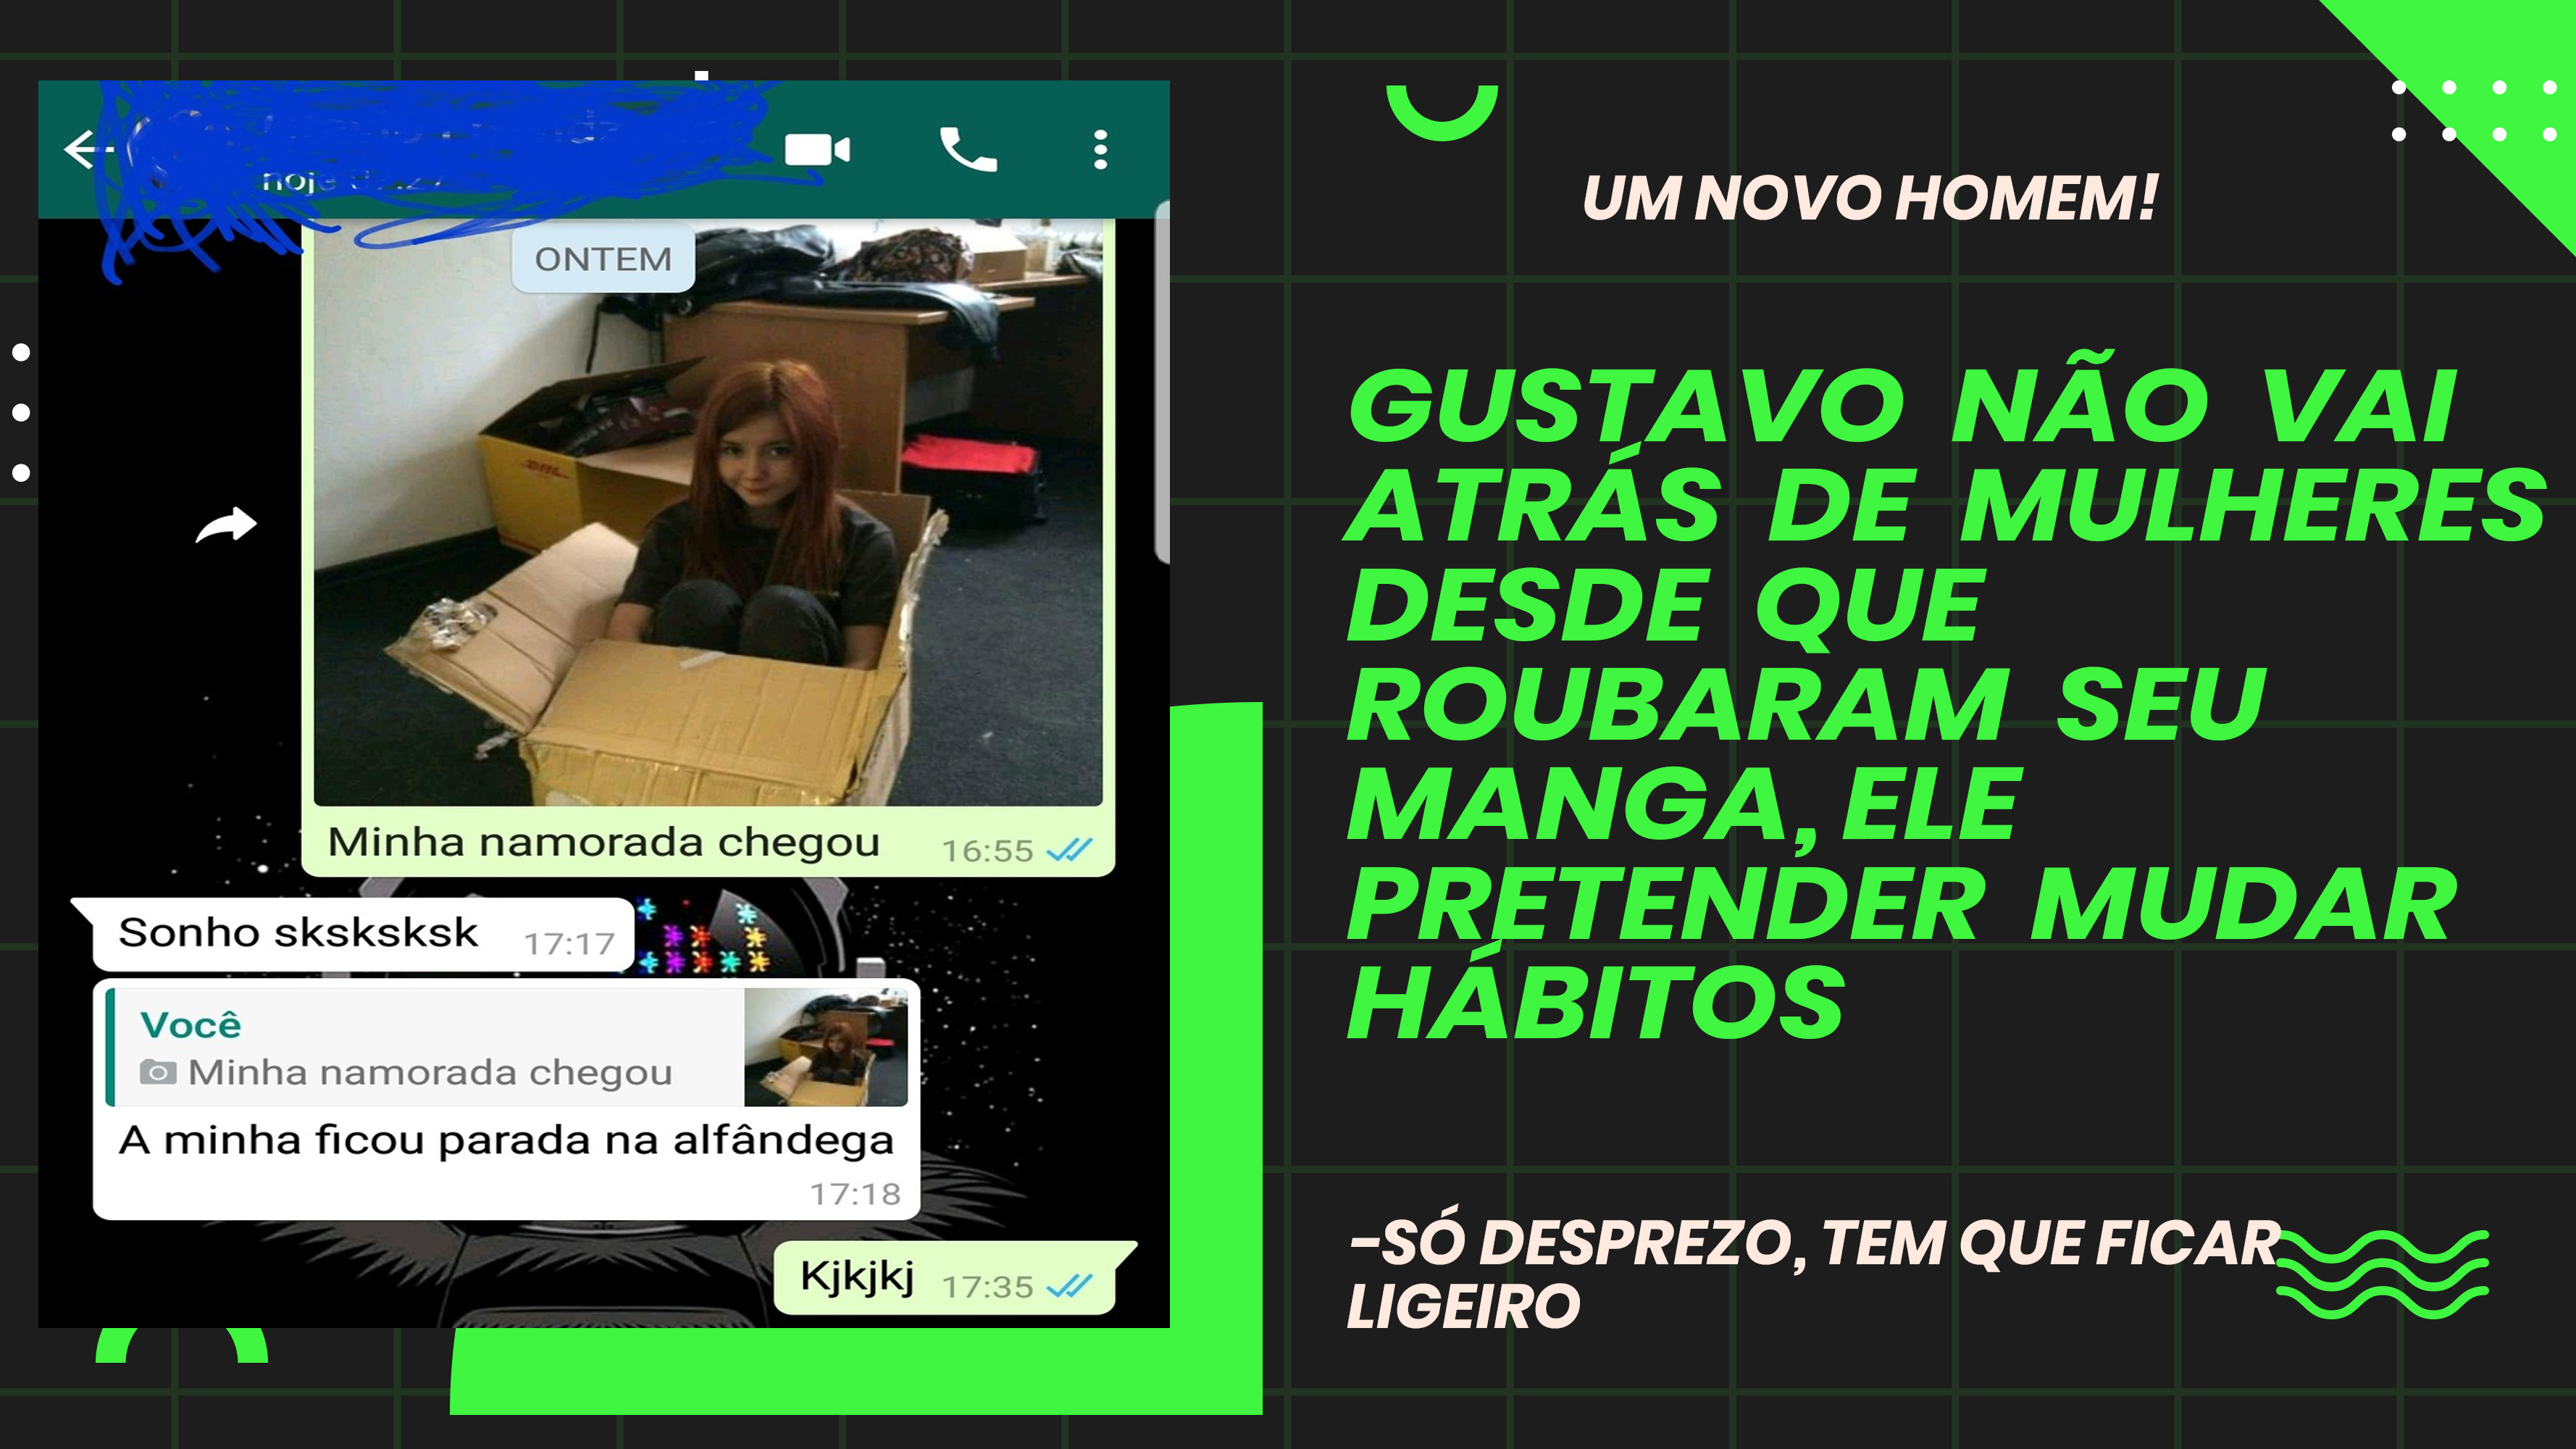 ONTEM
DHL
Minha namorada chegou 16:55
Sonho sksksksk 17:17
Você
Minha namorada chegou
A minha ficou parada na alfândega
17:18
Kjkjkj 17:35
UM NOVO HOMEM!
GUSTAVO NÃO VAI
ATRÁS DE MULHERES
DESDE QUE
ROUBARAM SEU
MANGA, ELE
PRETENDER MUDAR
HÁBITOS
-SÓ DESPREZO, TEM QUE FICAR
LIGEIRO